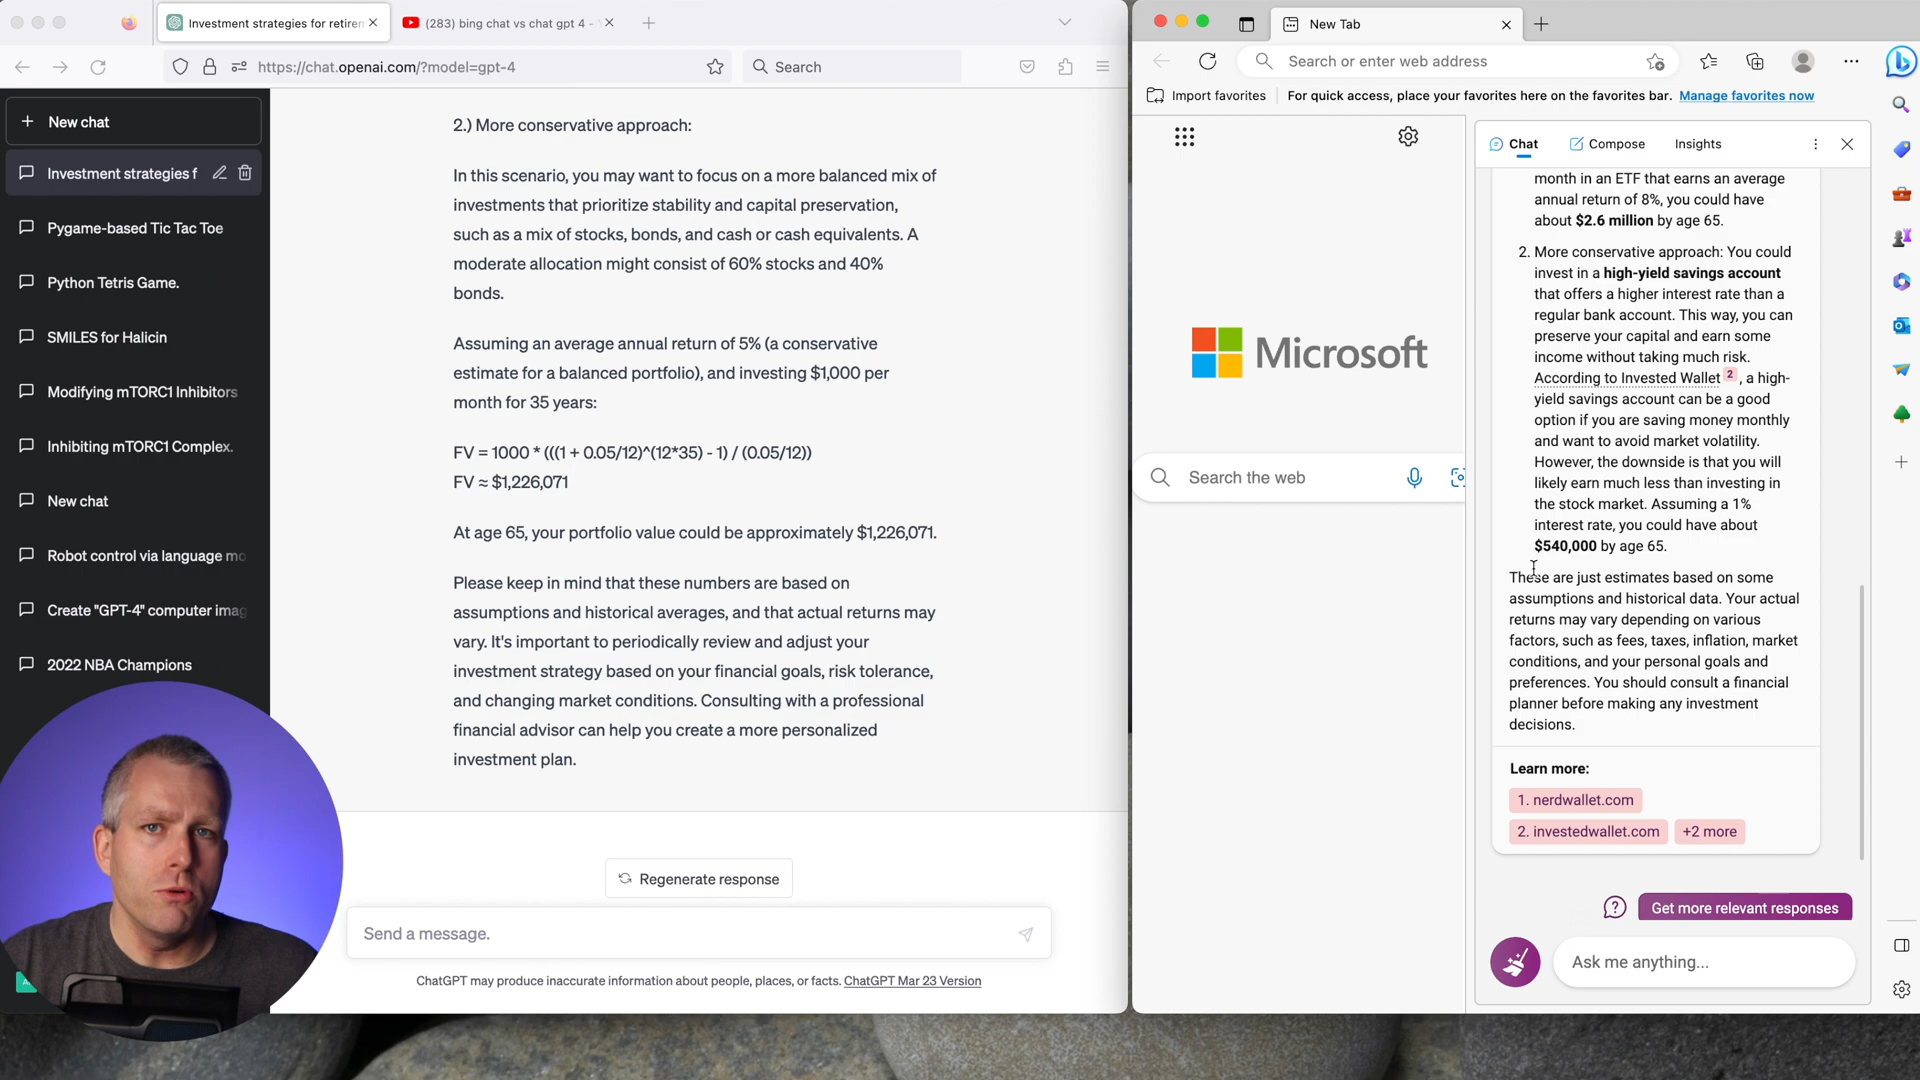 Investment strategies for retirem
(283) bing chat vs chat gpt 4 -
https://chat.openai.com/?model=gpt-4
Search
New chat
Investment strategies f
Pygame-based Tic Tac Toe
Python Tetris Game.
SMILES for Halicin
Modifying mTORC1 Inhibitors
Inhibiting mTORC1 Complex.
New chat
Robot control via language mo
Create "GPT-4" computer imag
2022 NBA Champions
2.) More conservative approach:
In this scenario, you may want to focus on a more balanced mix of
investments that prioritize stability and capital preservation,
such as a mix of stocks, bonds, and cash or cash equivalents. A
moderate allocation might consist of 60% stocks and 40%
bonds.
Assuming an average annual return of 5% (a conservative
estimate for a balanced portfolio), and investing $1,000 per
month for 35 years:
FV = 1000 * (((1 + 0.05/12)^(12*35) - 1) / (0.05/12))
FV ≈ $1,226,071
At age 65, your portfolio value could be approximately $1,226,071.
Please keep in mind that these numbers are based on
assumptions and historical averages, and that actual returns may
vary. It's important to periodically review and adjust your
investment strategy based on your financial goals, risk tolerance,
and changing market conditions. Consulting with a professional
financial advisor can help you create a more personalized
investment plan.
Regenerate response
Send a message.
ChatGPT may produce inaccurate information about people, places, or facts. ChatGPT Mar 23 Version
New Tab
Search or enter web address
Import favorites
For quick access, place your favorites here on the favorites bar. Manage favorites now
Microsoft
Search the web
Chat
Compose
Insights
month in an ETF that earns an average
annual return of 8%, you could have
about $2.6 million by age 65.
2. More conservative approach: You could
invest in a high-yield savings account
that offers a higher interest rate than a
regular bank account. This way, you can
preserve your capital and earn some
income without taking much risk.
According to Invested Wallet 2 , a high-
yield savings account can be a good
option if you are saving money monthly
and want to avoid market volatility.
However, the downside is that you will
likely earn much less than investing in
the stock market. Assuming a 1%
interest rate, you could have about
$540,000 by age 65.
These are just estimates based on some
assumptions and historical data. Your actual
returns may vary depending on various
factors, such as fees, taxes, inflation, market
conditions, and your personal goals and
preferences. You should consult a financial
planner before making any investment
decisions.
Learn more:
1. nerdwallet.com
2. investedwallet.com
+2 more
Get more relevant responses
Ask me anything...